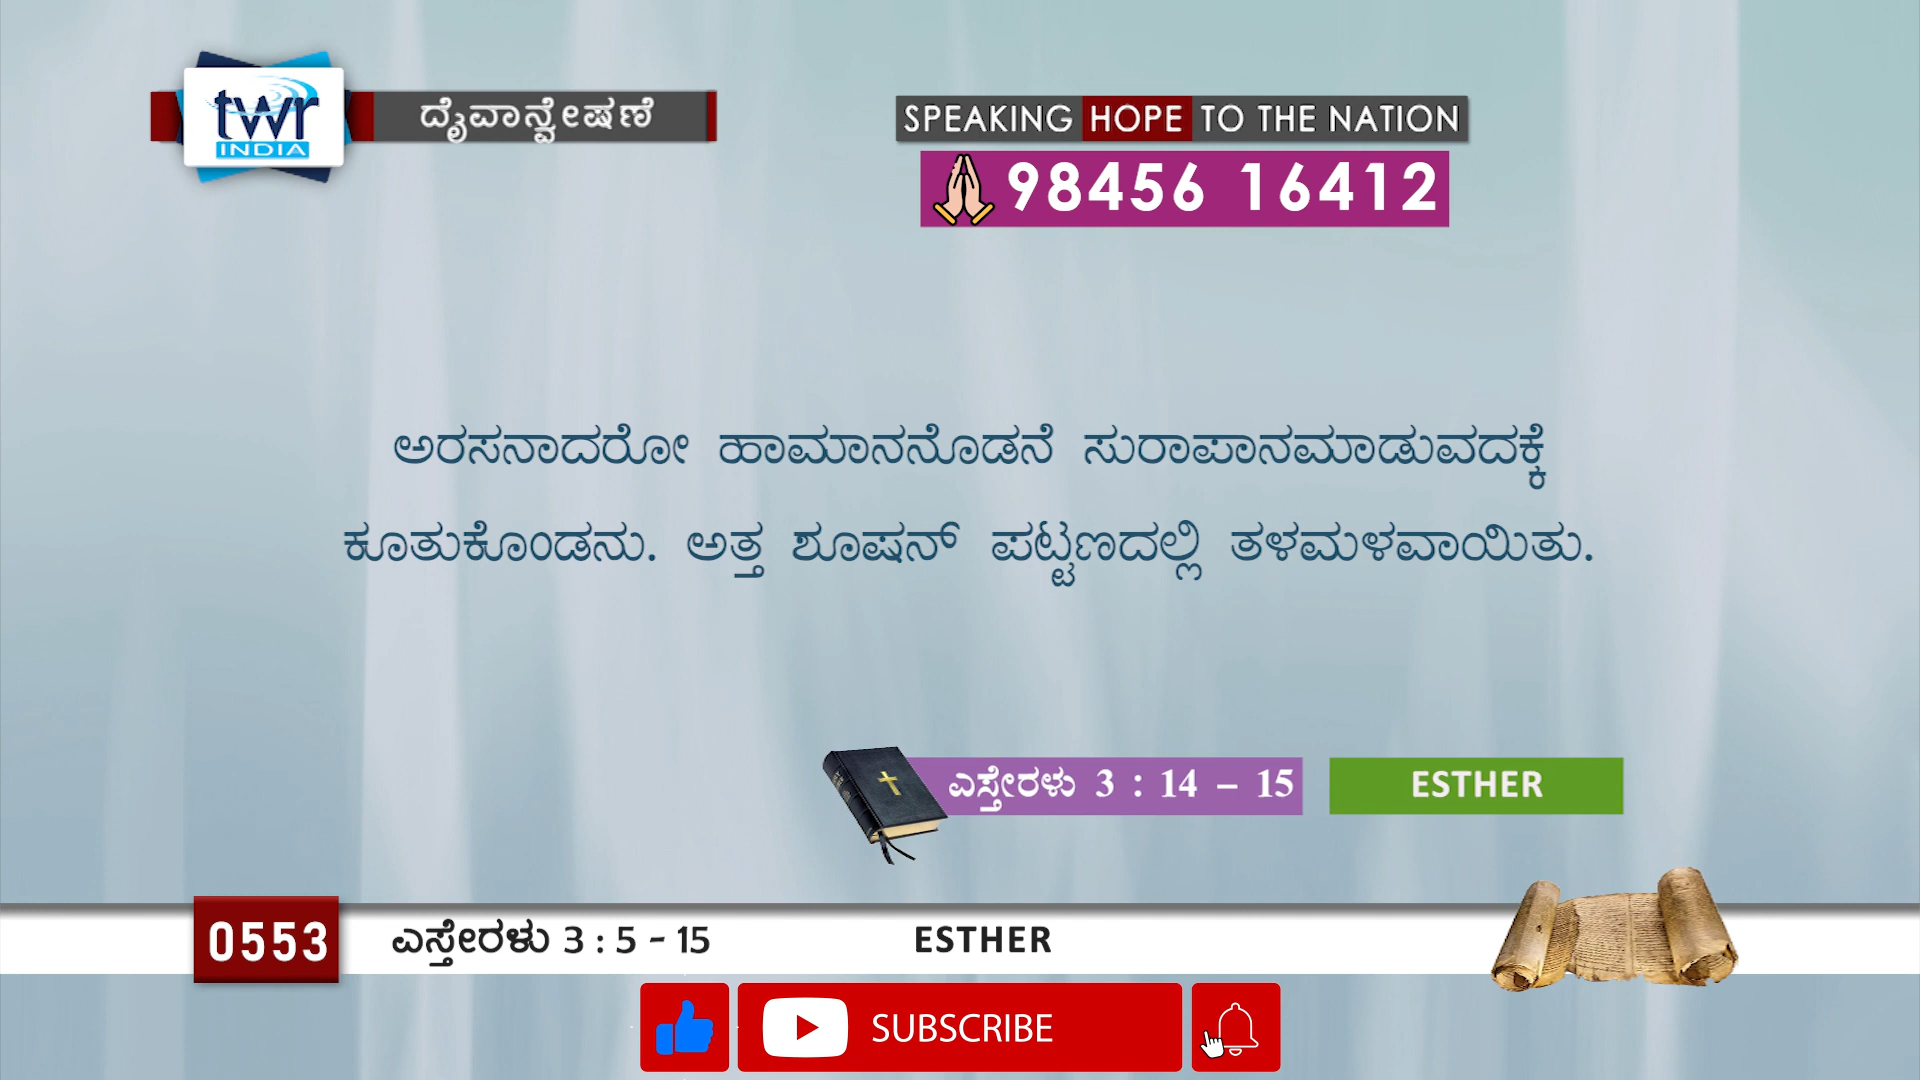 twr
INDIA
ದೈವಾನ್ವೇಷಣೆ
SPEAKING HOPE TO THE NATION
98456 16412
ಅರಸನಾದರೋ ಹಾಮಾನನೊಡನೆ ಸುರಾಪಾನಮಾಡುವದಕ್ಕೆ
ಕೂತುಕೊಂಡನು. ಅತ್ತ ಶೂಷನ್ ಪಟ್ಟಣದಲ್ಲಿ ತಳಮಳವಾಯಿತು.
ಎಸ್ತೇರಳು 3 : 14 – 15
ESTHER
0553
ಎಸ್ತೇರಳು 3 : 5 - 15
ESTHER
SUBSCRIBE